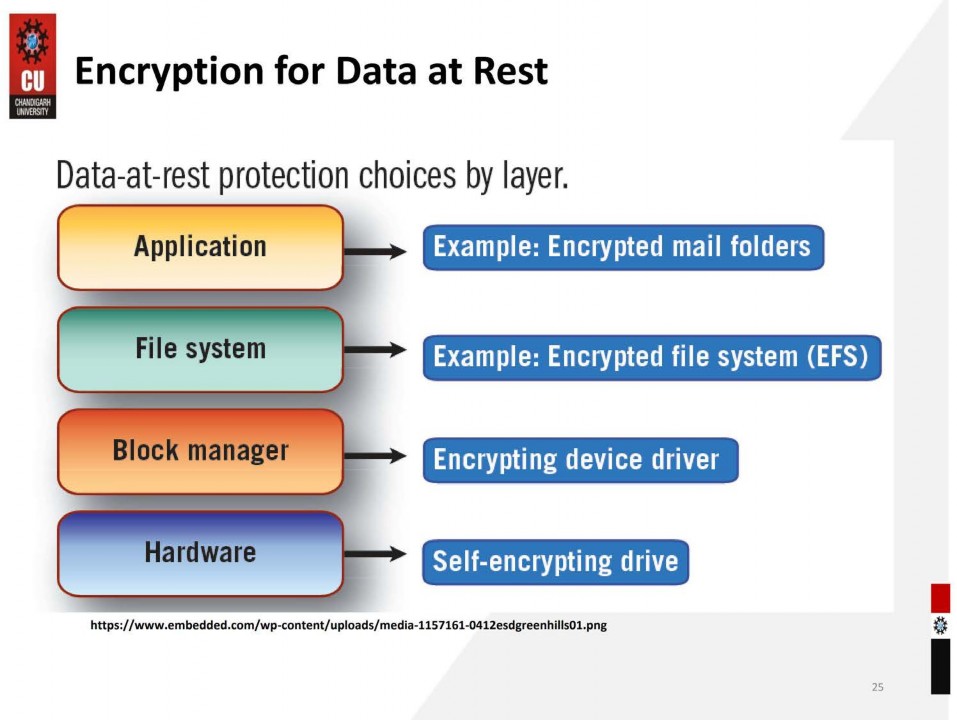 CU
CHANDIGARH
UNIVERSITY
Encryption for Data at Rest
Data-at-rest protection choices by layer.
Application
Example: Encrypted mail folders
File system
Example: Encrypted file system (EFS)
Block manager
Encrypting device driver
Hardware
Self-encrypting drive
https://www.embedded.com/wp-content/uploads/media-1157161-0412esdgreenhills01.png
25